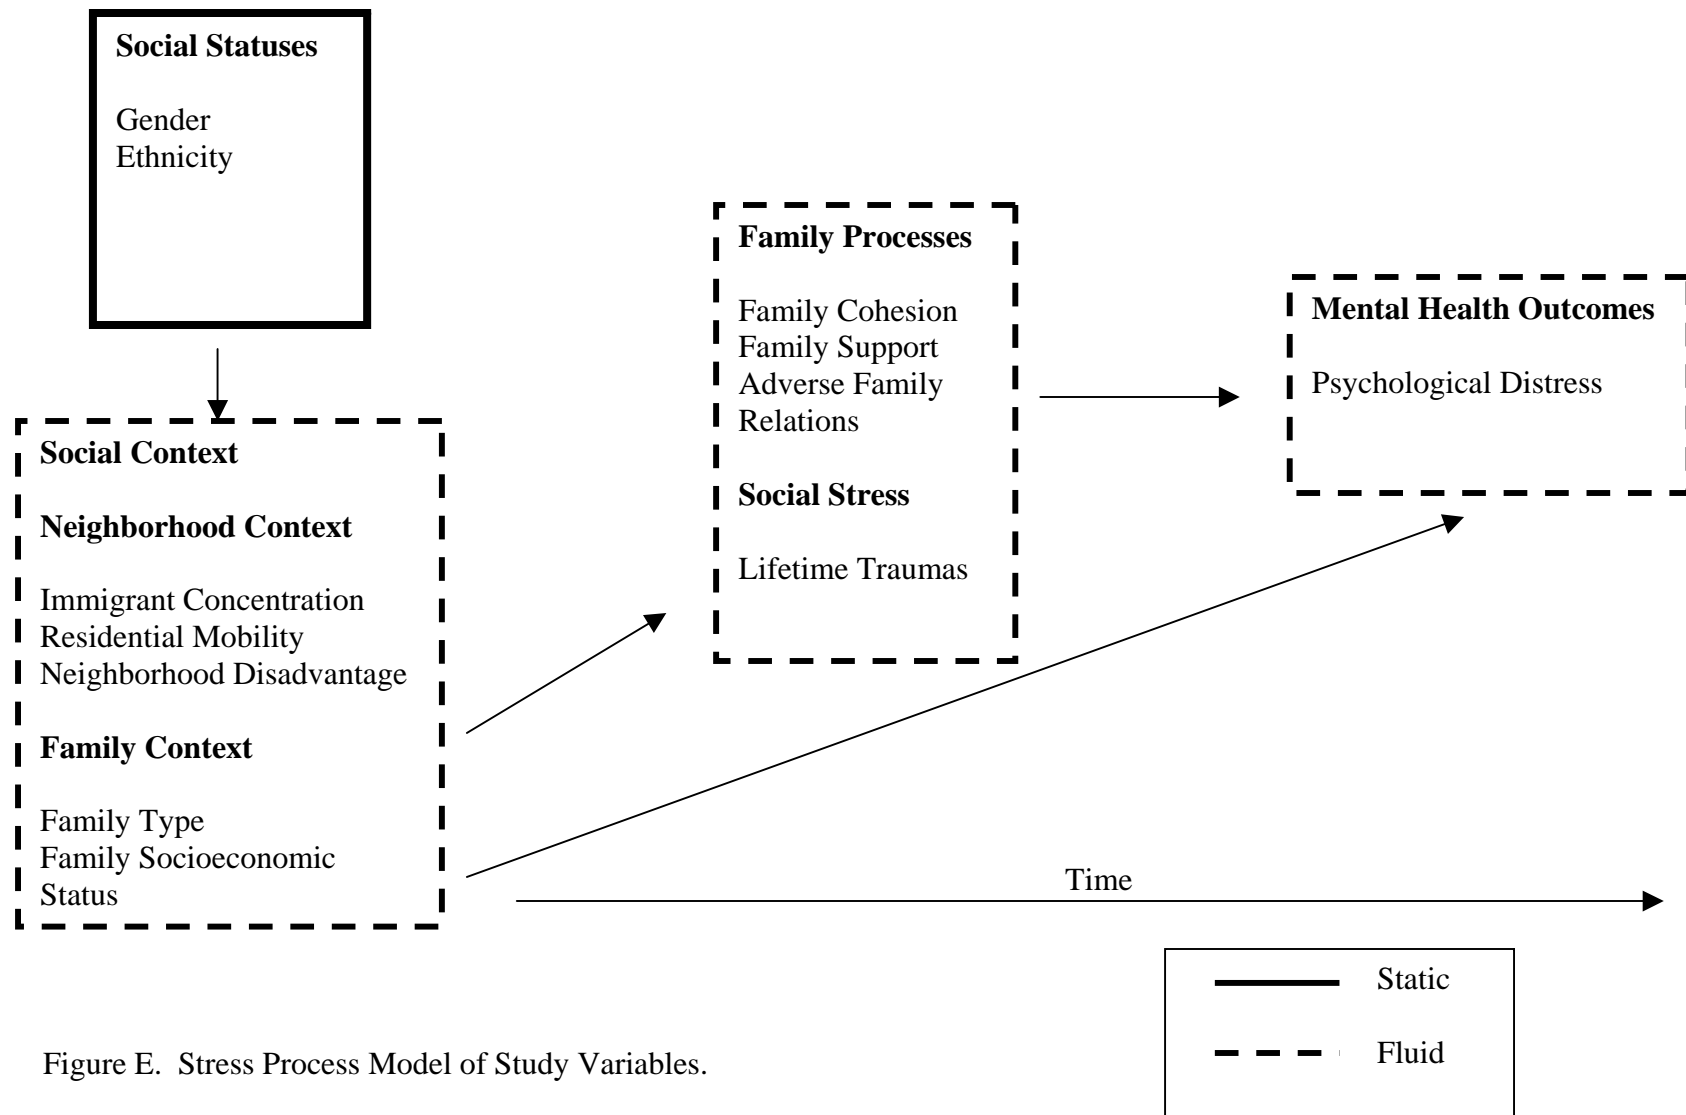 Social Statuses
Gender
Ethnicity
Social Context
Neighborhood Context
Immigrant Concentration
Residential Mobility
Neighborhood Disadvantage
Family Context
Family Type
Family Socioeconomic
Status
Family Processes
Family Cohesion
Family Support
Adverse Family
Relations
Social Stress
Lifetime Traumas
Mental Health Outcomes
Psychological Distress
Time
Static
Fluid
Figure E.  Stress Process Model of Study Variables.